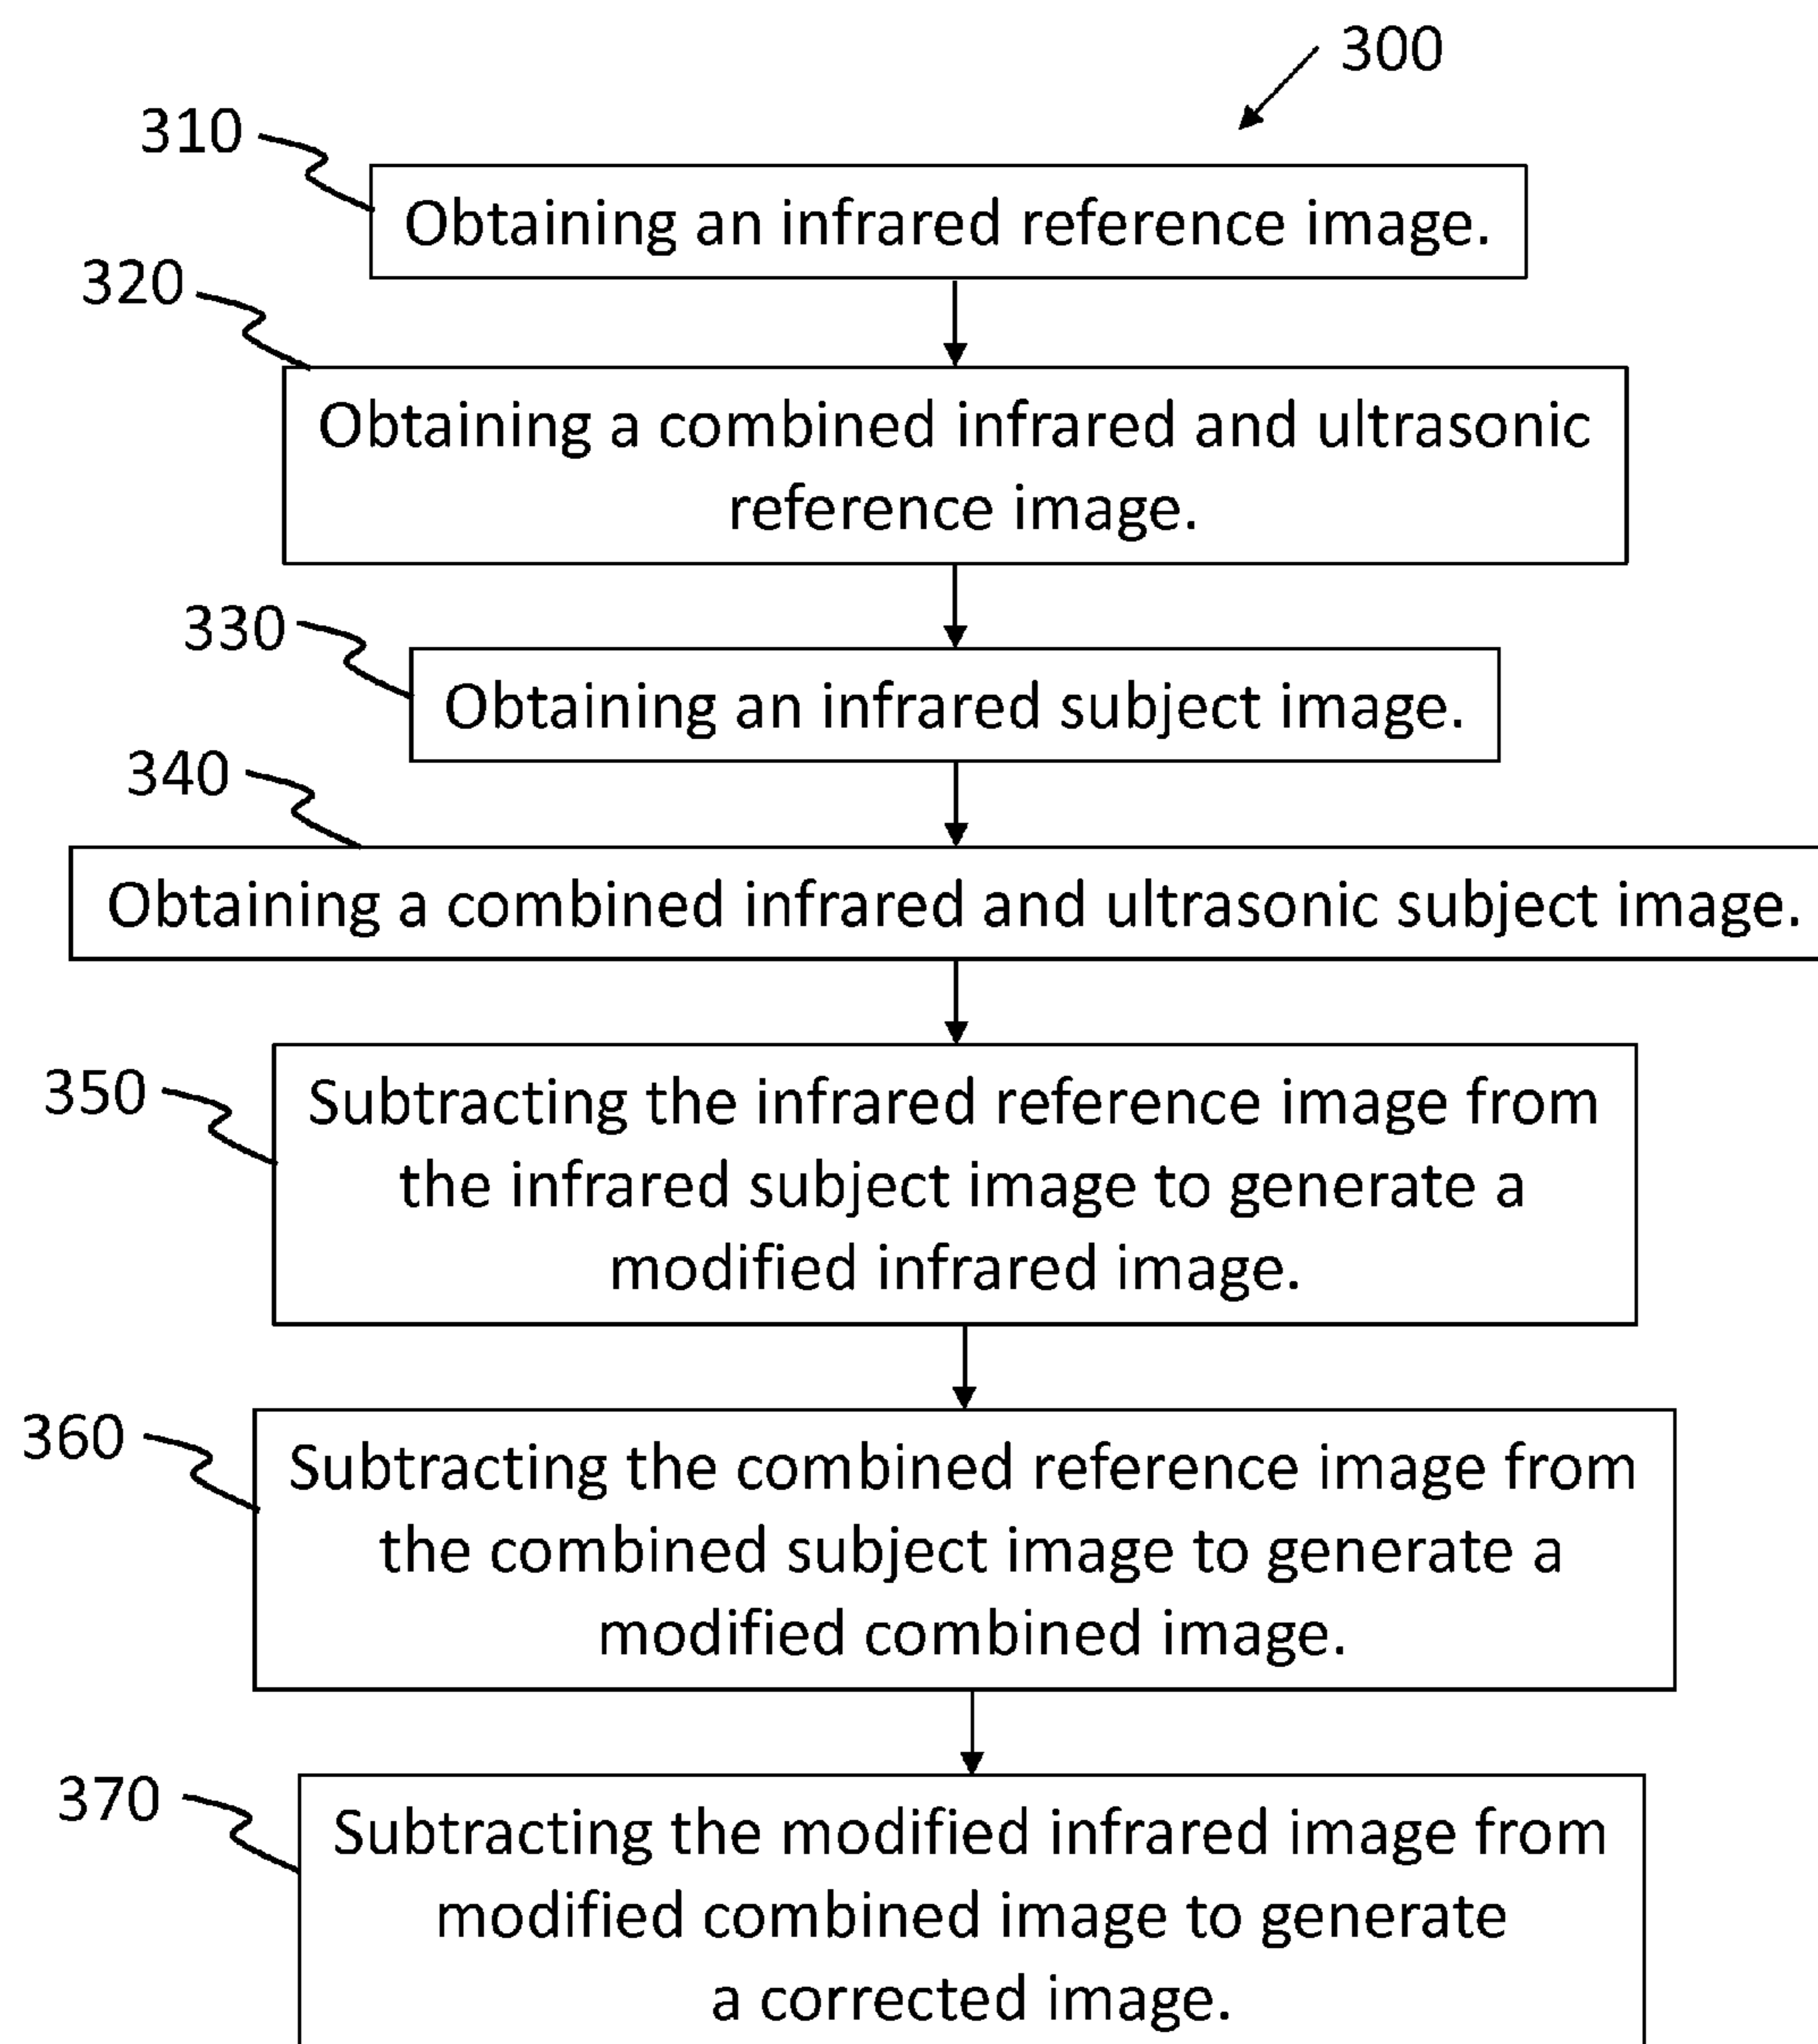 300
310
Obtaining an infrared reference image.
320
Obtaining a combined infrared and ultrasonic
reference image.
330
Obtaining an infrared subject image.
340
Obtaining a combined infrared and ultrasonic subject image.
350
Subtracting the infrared reference image from
the infrared subject image to generate a
modified infrared image.
360
Subtracting the combined reference image from
the combined subject image to generate a
modified combined image.
370
Subtracting the modified infrared image from
modified combined image to generate
a corrected image.